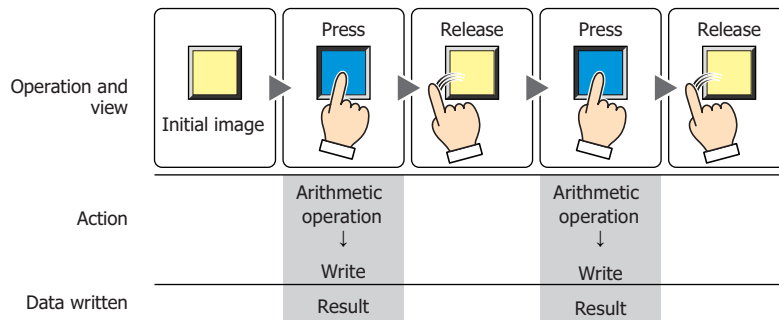 Press
Release
Press
Release
Operation and
view
Initial image
Action
Arithmetic
operation
↓
Write
Arithmetic
operation
↓
Write
Data written
Result
Result